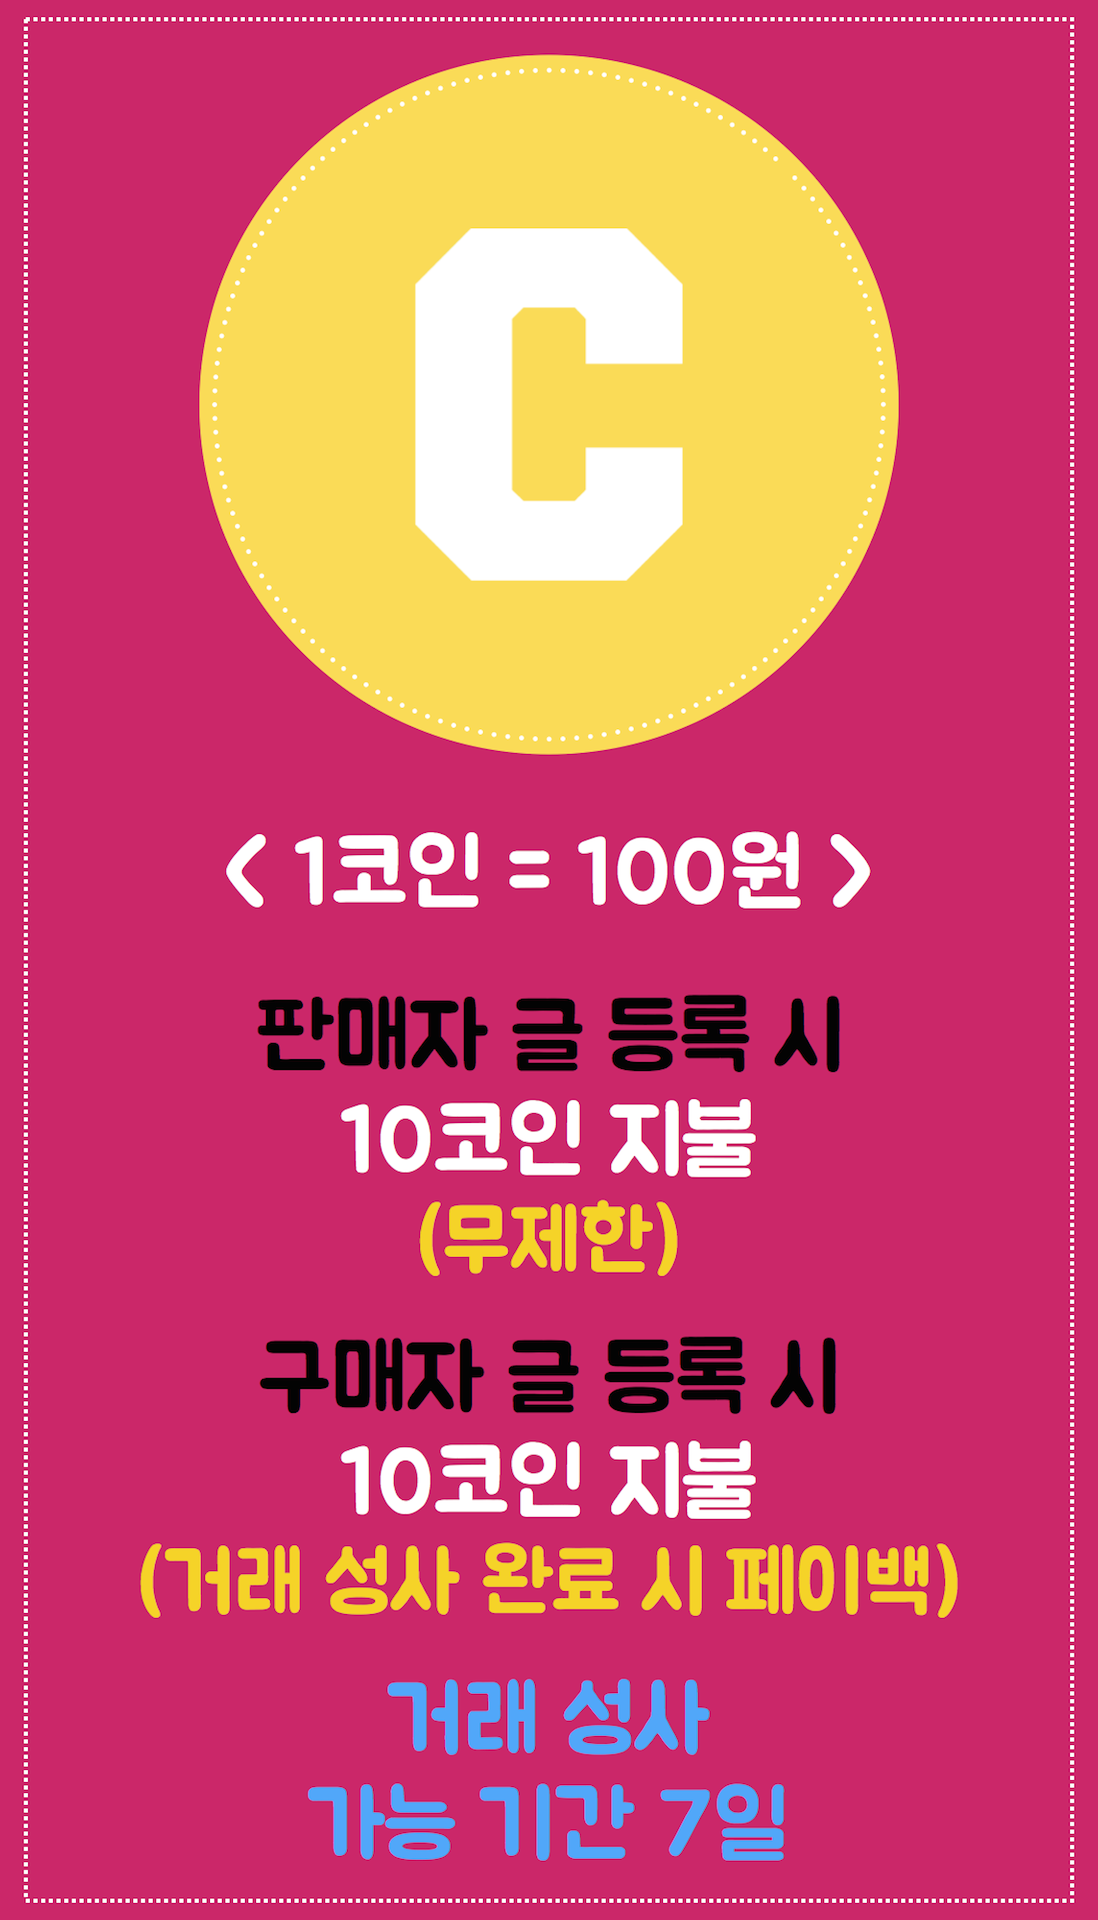 C
< 1코인 = 100원 >
판매자 글 등록 시
10코인 지불
(무제한)
구매자 글 등록 시
10코인 지불
(거래 성사 완료 시 페이백)
거래 성사
가능 기간 7일